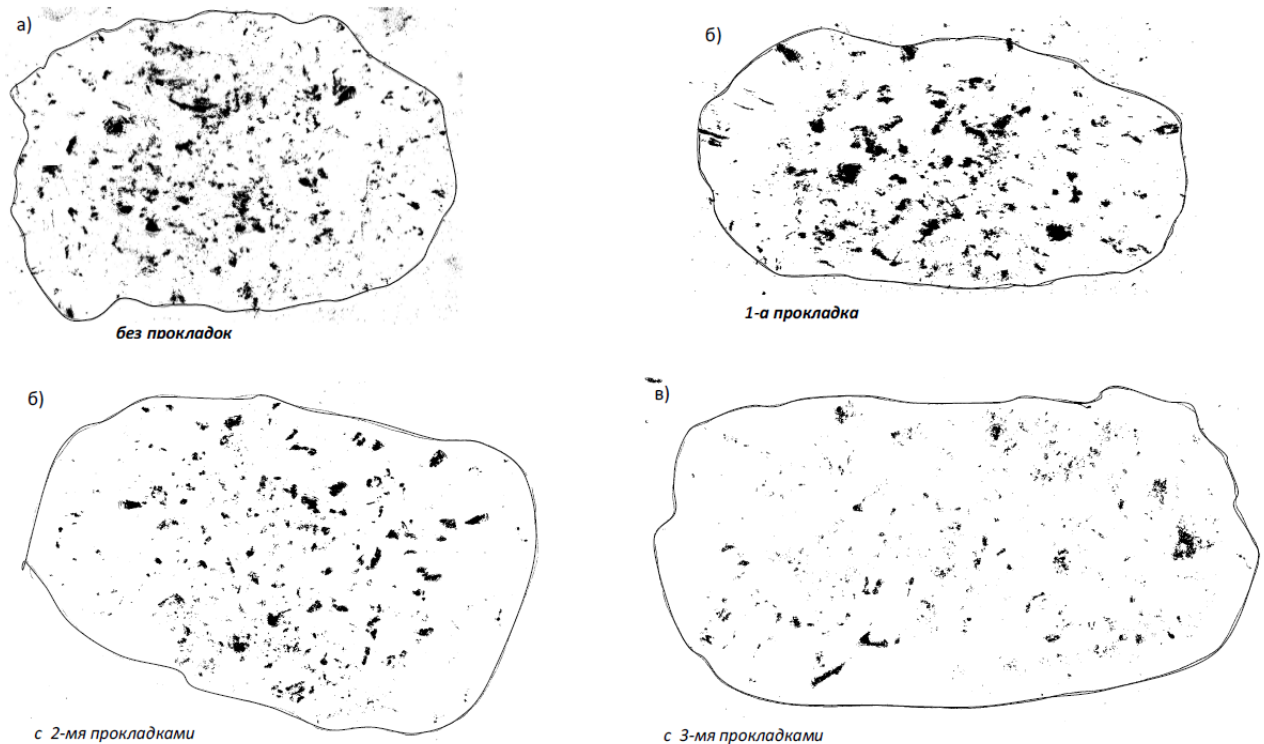 а)
без прокладок
б)
1-а прокладка
б)
с 2-мя прокладками
в)
с 3-мя прокладками